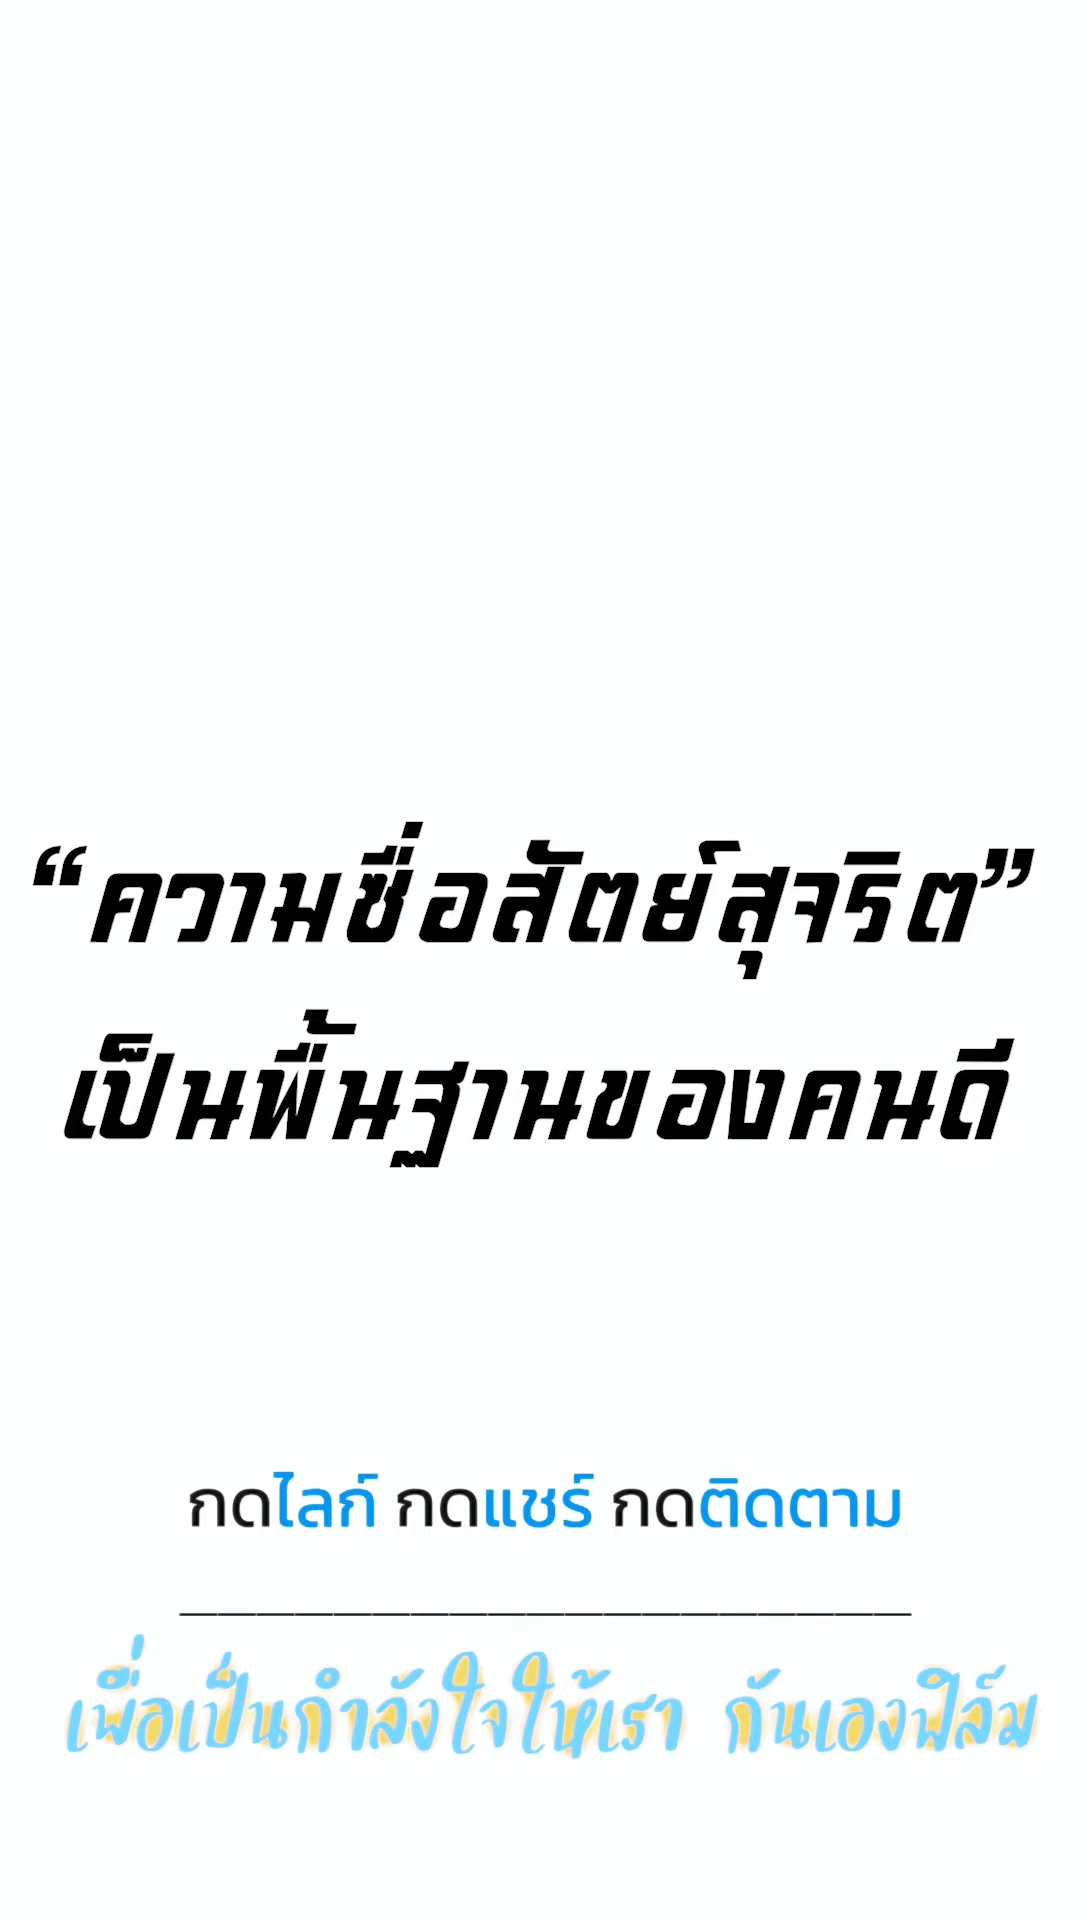 “ความซื่อสัตย์สุจริต”
เป็นพื้นฐานของคนดี
กดไลก์ กดแชร์ กดติดตาม
เพื่อเป็นกำลังใจให้เรา กันเองฟิล์ม